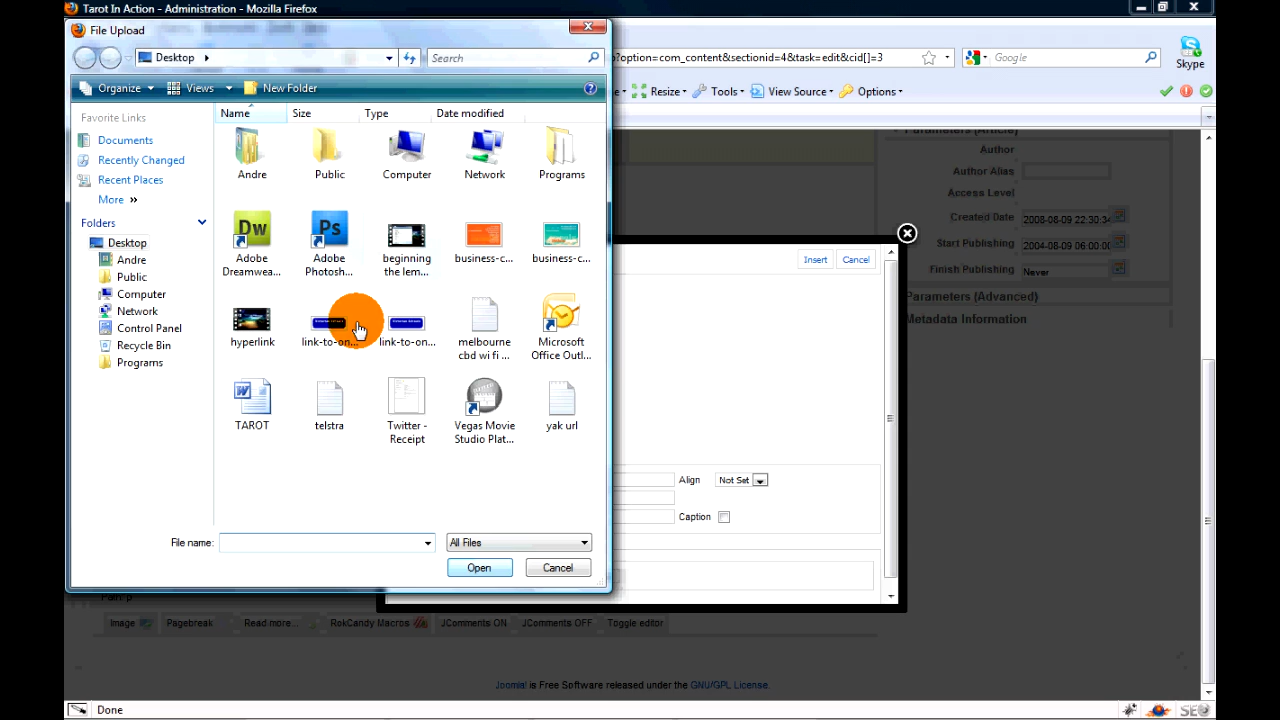 Tarot In Action - Administration - Mozilla Firefox
File Upload
Desktop
Search
?option=com_content&sectionid=4&task=edit&cid[]=3
Google
Skype
Organize Views New Folder
Resize Tools View Source Options
Favorite Links
Documents
Recently Changed
Recent Places
More »
Folders
Desktop
Andre
Public
Computer
Network
Control Panel
Recycle Bin
Programs
Name Size Type Date modified
Andre Public Computer Network Programs
Adobe Dreamwea... Adobe Photosh... beginning the lem... business-c... business-c...
hyperlink link-to-on... link-to-on... melbourne cbd wi fi ... Microsoft Office Outl...
TAROT telstra Twitter - Receipt Vegas Movie Studio Plat... yak url
File name: All Files
Open Cancel
Parameters (Article)
Author
Author Alias
Access Level
Created Date 2008-08-09 22:30:34
Start Publishing 2004-08-09 06:00:00
Finish Publishing Never
Parameters (Advanced)
Metadata Information
Insert Cancel
Align Not Set
Caption
Path: p
Image Pagebreak Read more... RokCandy Macros JComments ON JComments OFF Toggle editor
Joomla! is Free Software released under the GNU/GPL License.
Done
SEO